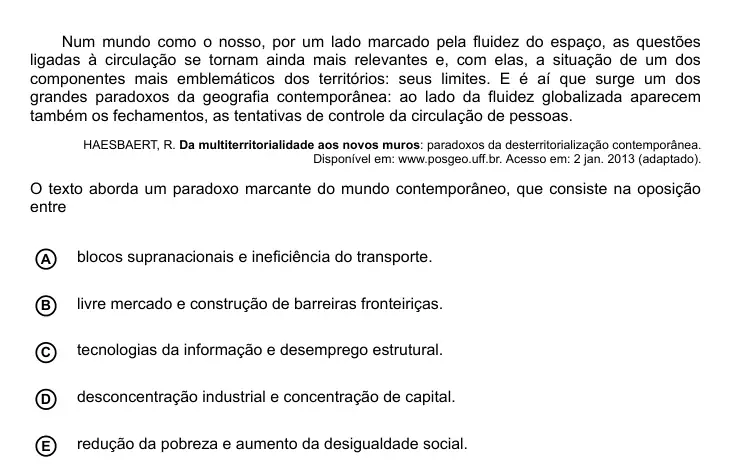 Num mundo como o nosso, por um lado marcado pela fluidez do espaço, as questões
ligadas à circulação se tornam ainda mais relevantes e, com elas, a situação de um dos
componentes mais emblemáticos dos territórios: seus limites. E é aí que surge um dos
grandes paradoxos da geografia contemporânea: ao lado da fluidez globalizada aparecem
também os fechamentos, as tentativas de controle da circulação de pessoas.
HAESBAERT, R. Da multiterritorialidade aos novos muros: paradoxos da desterritorialização contemporânea.
Disponível em: www.posgeo.uff.br. Acesso em: 2 jan. 2013 (adaptado).
O texto aborda um paradoxo marcante do mundo contemporâneo, que consiste na oposição
entre
A blocos supranacionais e ineficiência do transporte.
B livre mercado e construção de barreiras fronteiriças.
C tecnologias da informação e desemprego estrutural.
D desconcentração industrial e concentração de capital.
E redução da pobreza e aumento da desigualdade social.